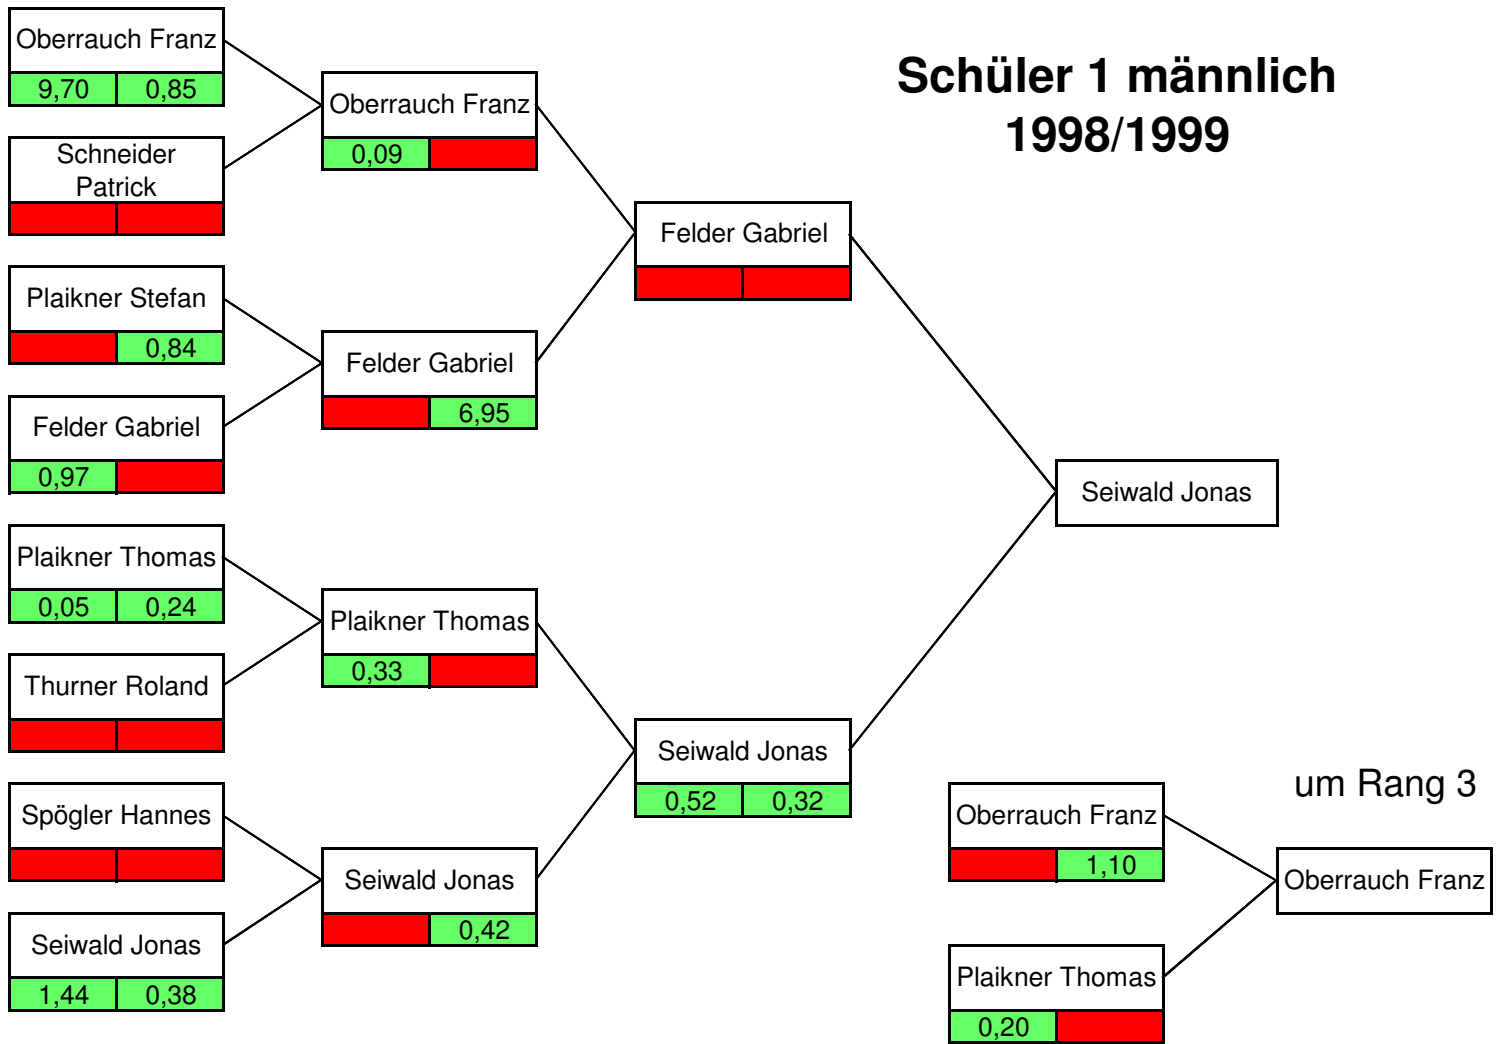 Schüler 1 männlich
1998/1999
Oberrauch Franz
9,70 0,85
Schneider
Patrick
Plaikner Stefan
0,84
Felder Gabriel
0,97
Plaikner Thomas
0,05 0,24
Thurner Roland
Spögler Hannes
Seiwald Jonas
1,44 0,38
Oberrauch Franz
0,09
Felder Gabriel
6,95
Plaikner Thomas
0,33
Seiwald Jonas
0,42
Felder Gabriel
Seiwald Jonas
0,52 0,32
Seiwald Jonas
um Rang 3
Oberrauch Franz
1,10
Plaikner Thomas
0,20
Oberrauch Franz